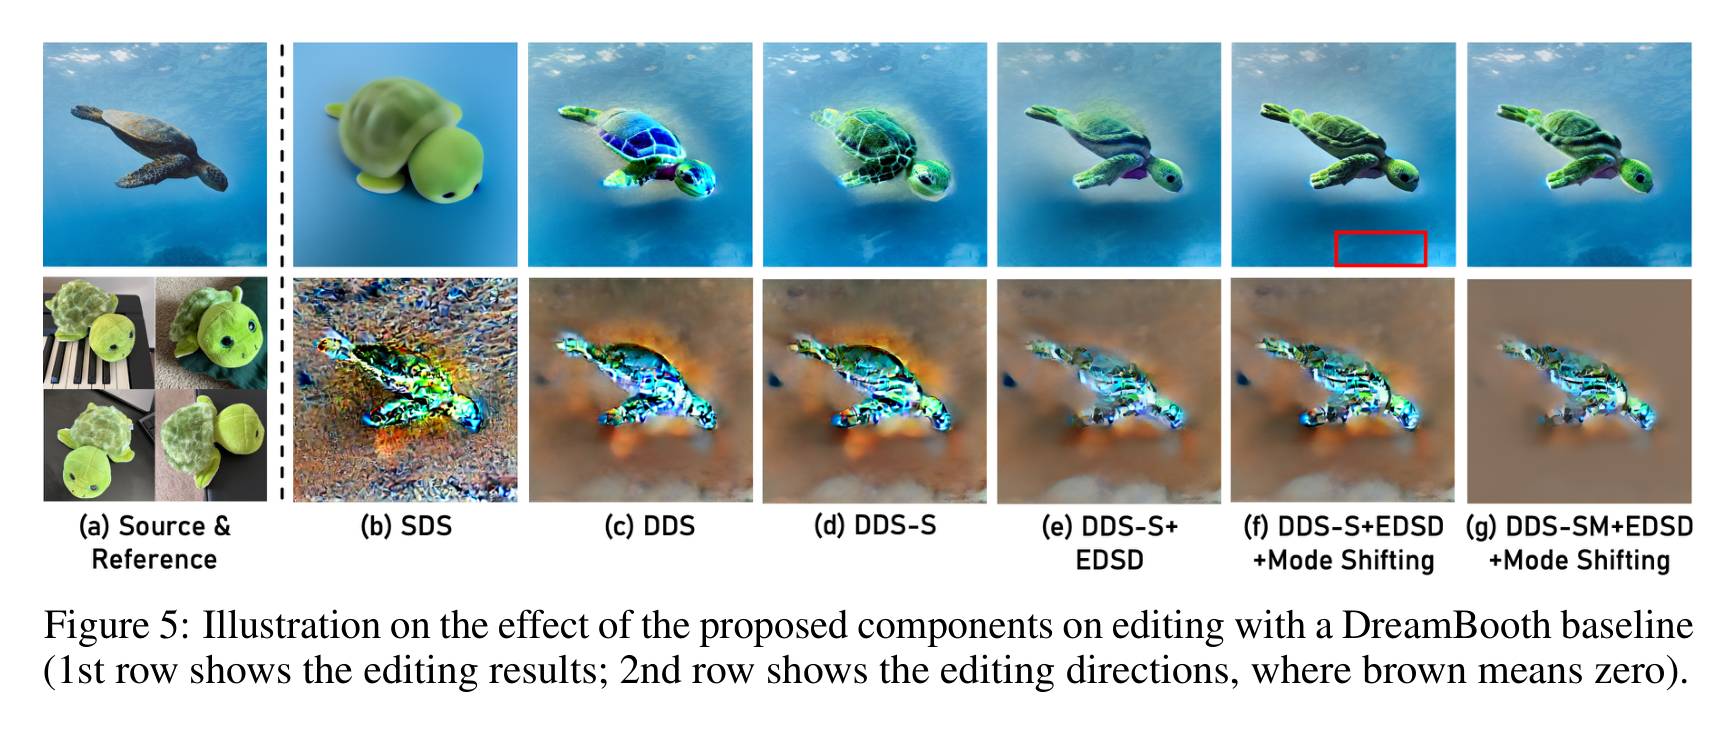 (a) Source &
Reference
(b) SDS
(c) DDS
(d) DDS-S
(e) DDS-S+
EDSD
(f) DDS-S+EDSD
+Mode Shifting
(g) DDS-SM+EDSD
+Mode Shifting
Figure 5: Illustration on the effect of the proposed components on editing with a DreamBooth baseline
(1st row shows the editing results; 2nd row shows the editing directions, where brown means zero).